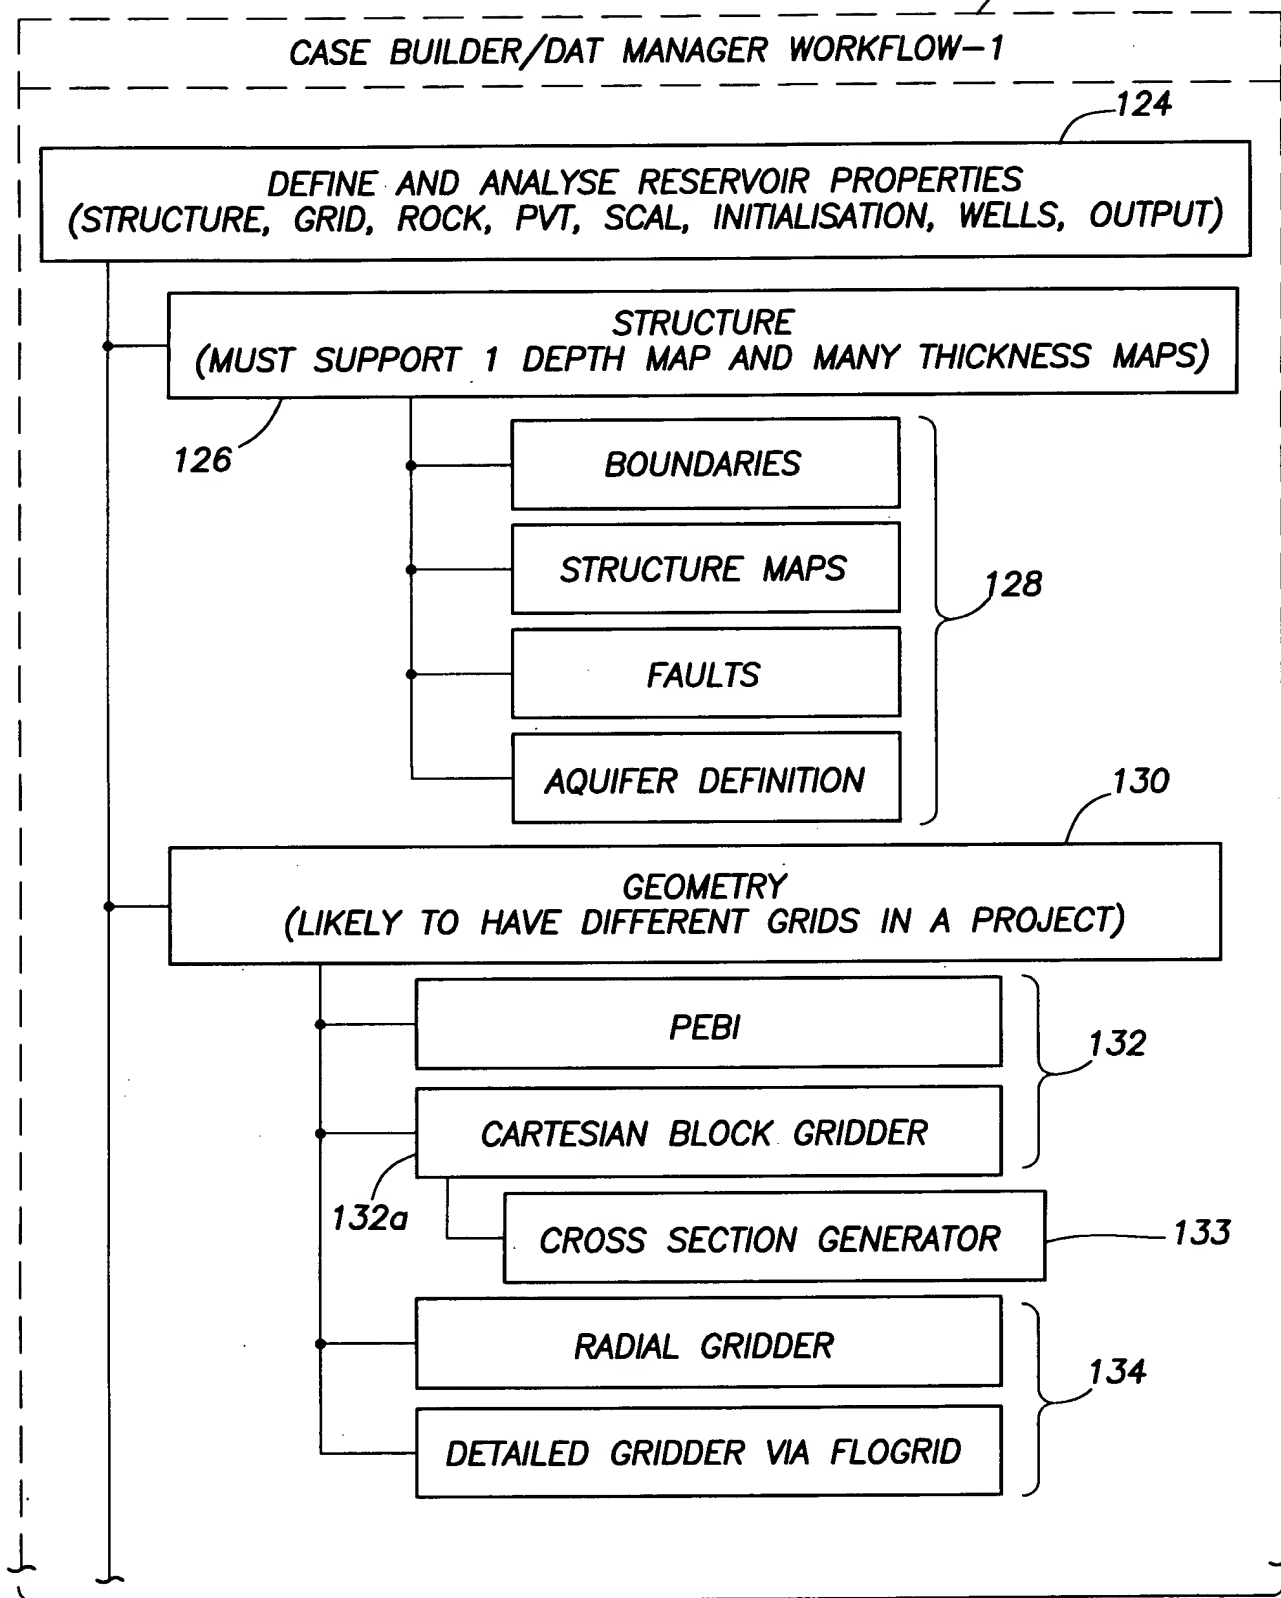 CASE BUILDER/DAT MANAGER WORKFLOW-1
124
DEFINE AND ANALYSE RESERVOIR PROPERTIES
(STRUCTURE, GRID, ROCK, PVT, SCAL, INITIALISATION, WELLS, OUTPUT)
STRUCTURE
(MUST SUPPORT 1 DEPTH MAP AND MANY THICKNESS MAPS)
126
BOUNDARIES
STRUCTURE MAPS
128
FAULTS
AQUIFER DEFINITION
130
GEOMETRY
(LIKELY TO HAVE DIFFERENT GRIDS IN A PROJECT)
PEBI
132
CARTESIAN BLOCK GRIDDER
132a
CROSS SECTION GENERATOR
133
RADIAL GRIDDER
134
DETAILED GRIDDER VIA FLOGRID